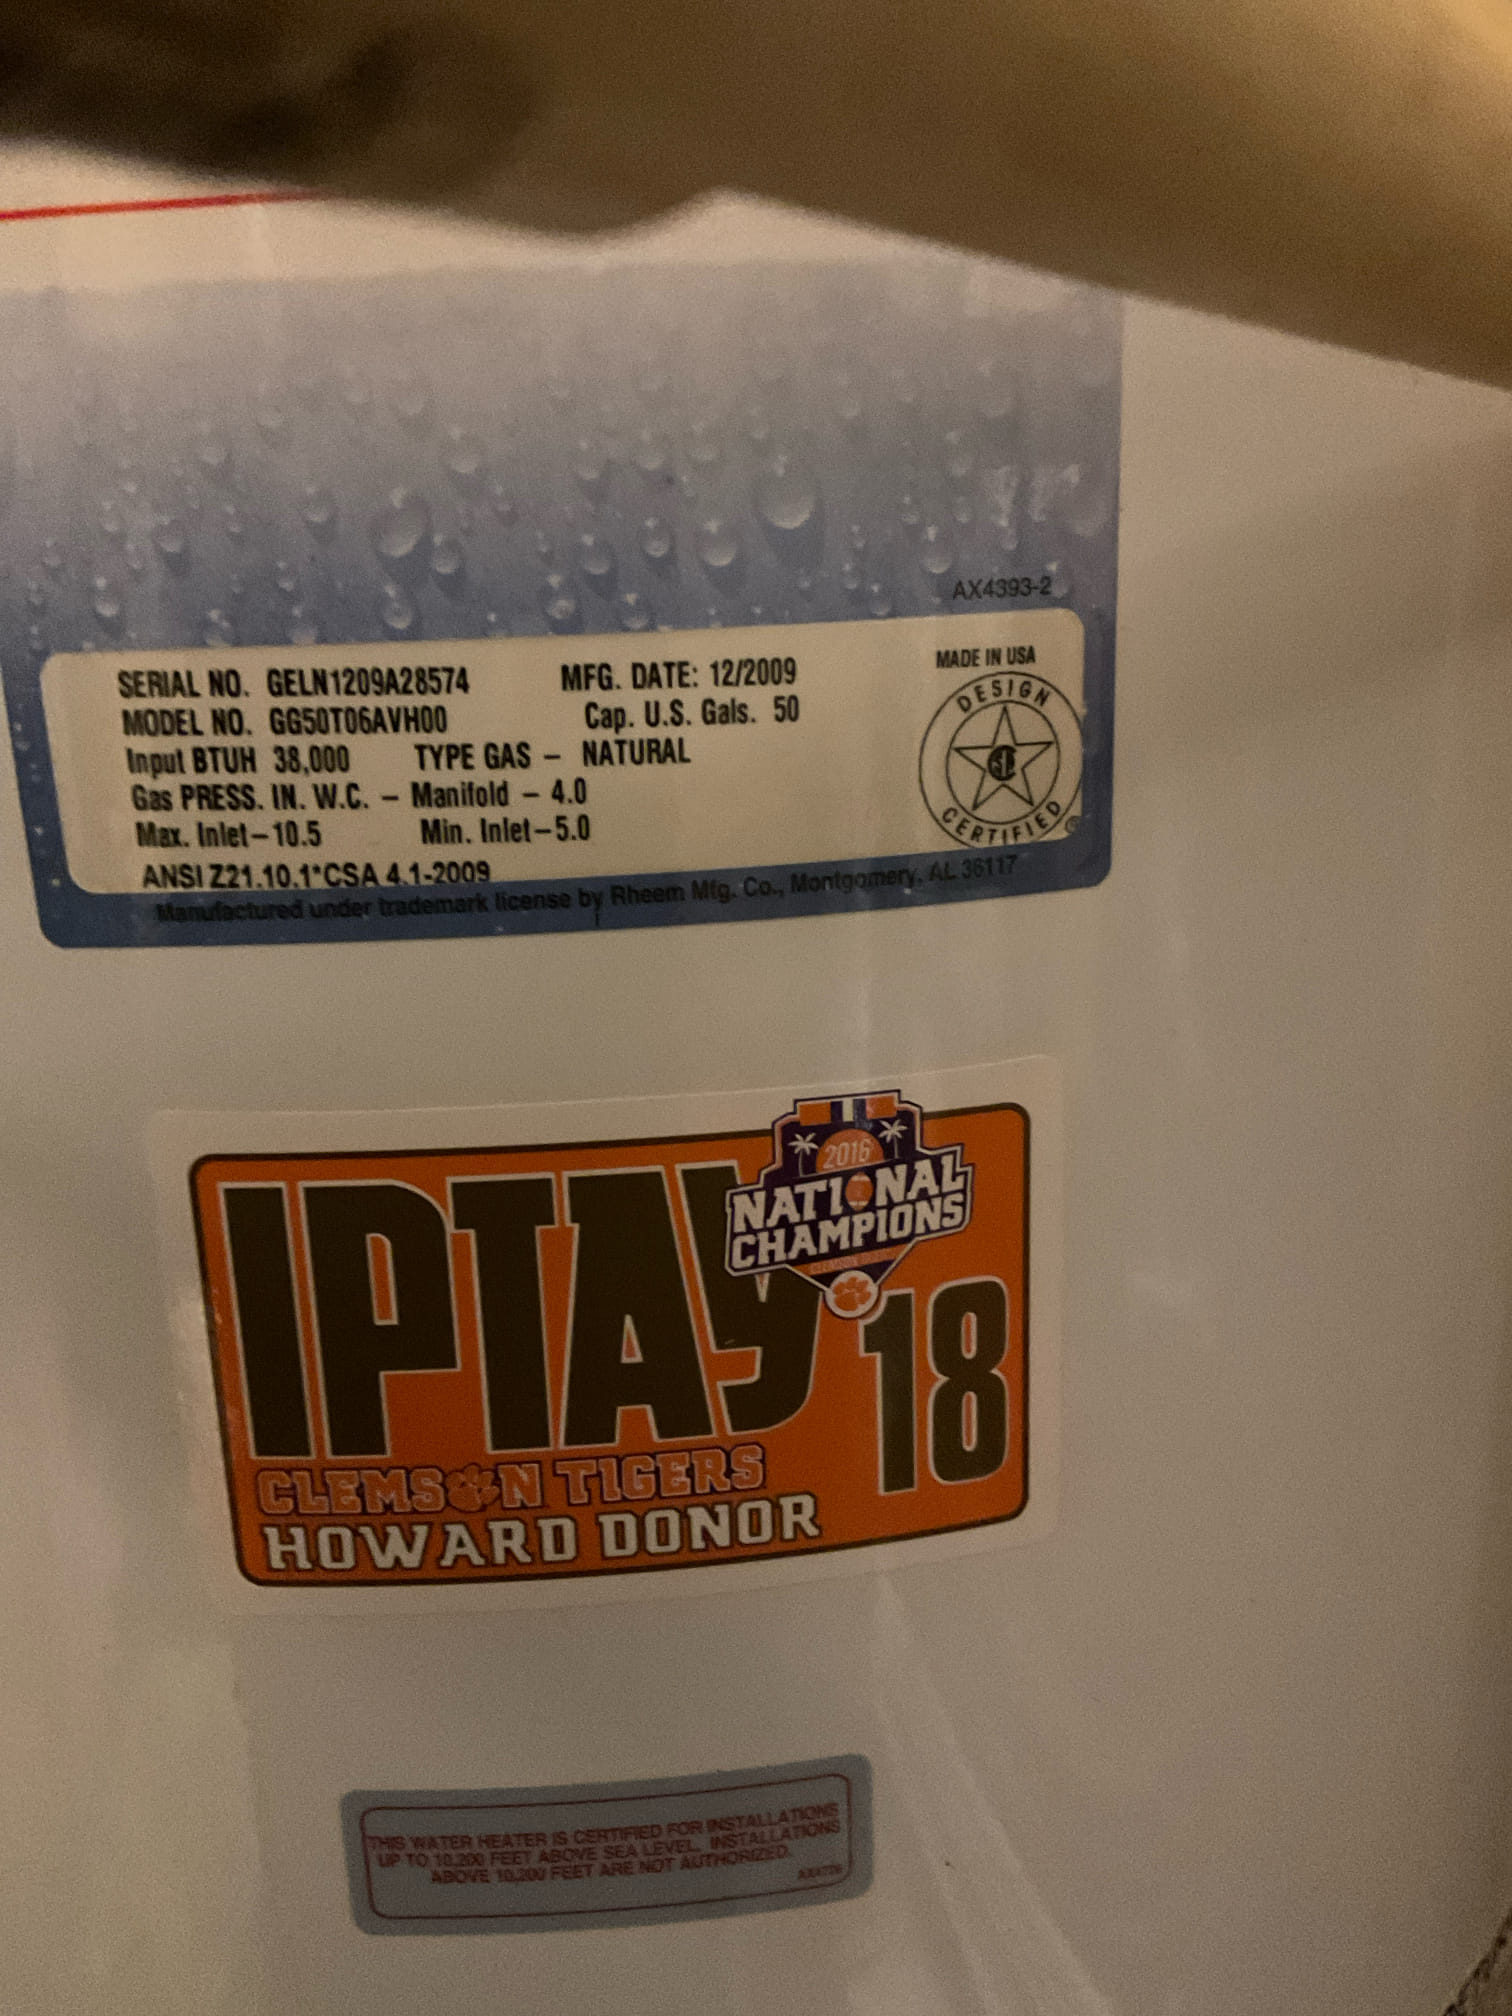 AX4393-2
SERIAL NO. GELN1209A28574 MFG. DATE: 12/2009
MODEL NO. GG50T06AVH00 Cap. U.S. Gals. 50
Input BTUH 38,000 TYPE GAS – NATURAL
Gas PRESS. IN. W.C. – Manifold – 4.0
Max. Inlet–10.5 Min. Inlet–5.0
ANSI Z21.10.1*CSA 4.1-2009
MADE IN USA
DESIGN
CERTIFIED
®
Manufactured under trademark license by Rheem Mfg. Co., Montgomery, AL 36117
2016
NATIONAL
CHAMPIONS
IPTAY
18
CLEMSON TIGERS
HOWARD DONOR
THIS WATER HEATER IS CERTIFIED FOR INSTALLATIONS
UP TO 10,200 FEET ABOVE SEA LEVEL. INSTALLATIONS
ABOVE 10,200 FEET ARE NOT AUTHORIZED.